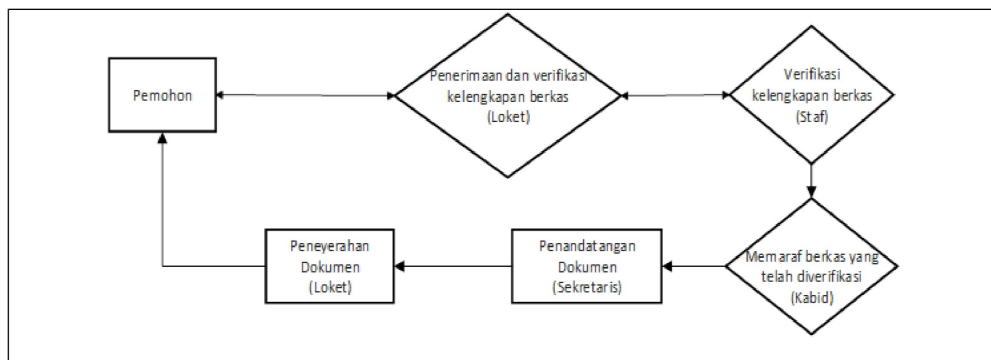 Pemohon
Penerimaan dan verifikasi
kelengkapan berkas
(Loket)
Verifikasi
kelengkapan berkas
(Staf)
Memaraf berkas yang
telah diverifikasi
(Kabid)
Penandatangan
Dokumen
(Sekretaris)
Peneyerahan
Dokumen
(Loket)